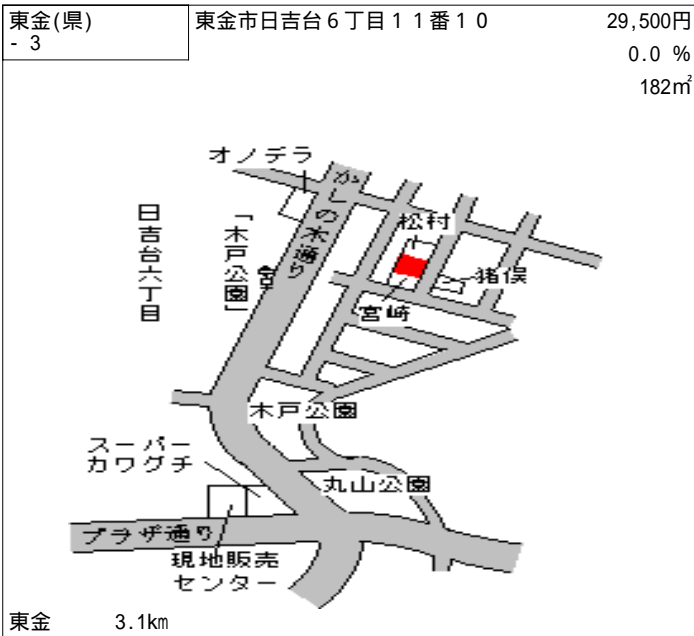 東金(県)
- 3
東金市日吉台６丁目１１番１０
29,500円
0.0 %
182㎡
オノデラ
かしの木通り
日吉台六丁目
「木戸公園」
松村
猪俣
宮崎
木戸公園
スーパー
カワグチ
丸山公園
プラザ通り
現地販売
センター
東金 3.1km